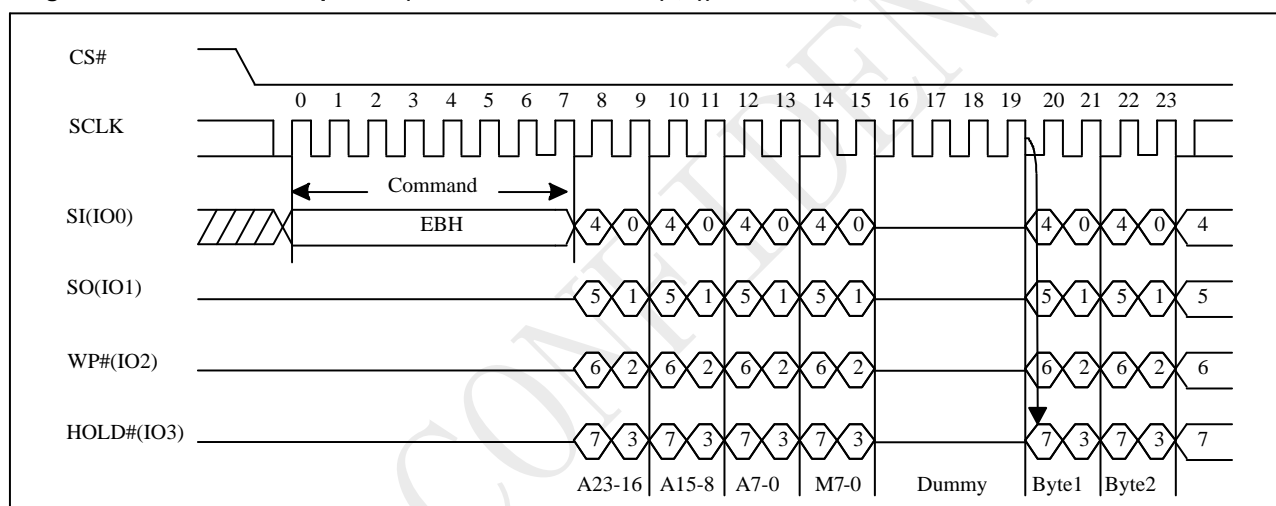 CS#
0 1 2 3 4 5 6 7 8 9 10 11 12 13 14 15 16 17 18 19 20 21 22 23
SCLK
Command
SI(IO0) EBH 4 0 4 0 4 0 4 0 4 0 4 0 4
SO(IO1) 5 1 5 1 5 1 5 1 5 1 5 1 5
WP#(IO2) 6 2 6 2 6 2 6 2 6 2 6 2 6
HOLD#(IO3) 7 3 7 3 7 3 7 3 7 3 7 3 7
A23-16 A15-8 A7-0 M7-0 Dummy Byte1 Byte2